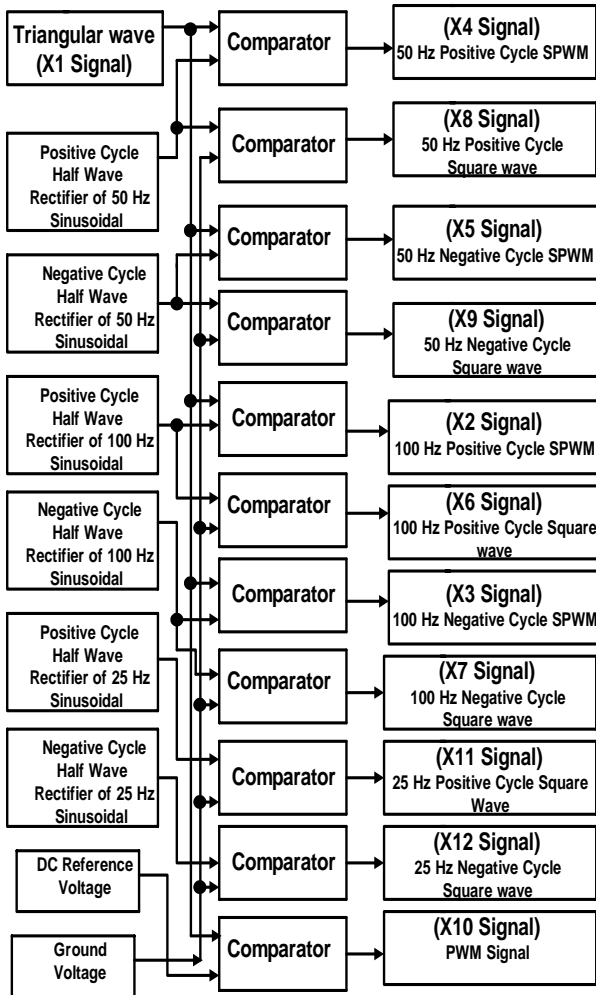 Triangular wave
(X1 Signal)
Positive Cycle
Half Wave
Rectifier of 50 Hz
Sinusoidal
Negative Cycle
Half Wave
Rectifier of 50 Hz
Sinusoidal
Positive Cycle
Half Wave
Rectifier of 100 Hz
Sinusoidal
Negative Cycle
Half Wave
Rectifier of 100 Hz
Sinusoidal
Positive Cycle
Half Wave
Rectifier of 25 Hz
Sinusoidal
Negative Cycle
Half Wave
Rectifier of 25 Hz
Sinusoidal
DC Reference
Voltage
Ground
Voltage
Comparator
Comparator
Comparator
Comparator
Comparator
Comparator
Comparator
Comparator
Comparator
Comparator
Comparator
(X4 Signal)
50 Hz Positive Cycle SPWM
(X8 Signal)
50 Hz Positive Cycle
Square wave
(X5 Signal)
50 Hz Negative Cycle SPWM
(X9 Signal)
50 Hz Negative Cycle
Square wave
(X2 Signal)
100 Hz Positive Cycle SPWM
(X6 Signal)
100 Hz Positive Cycle Square
wave
(X3 Signal)
100 Hz Negative Cycle SPWM
(X7 Signal)
100 Hz Negative Cycle
Square wave
(X11 Signal)
25 Hz Positive Cycle Square
Wave
(X12 Signal)
25 Hz Negative Cycle
Square wave
(X10 Signal)
PWM Signal